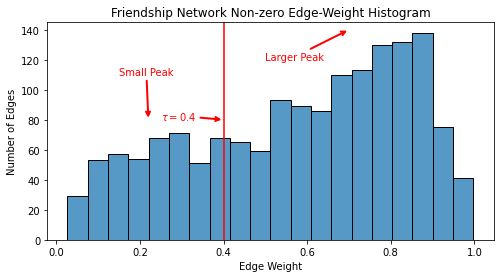 Friendship Network Non-zero Edge-Weight Histogram
140
120
100
80
60
40
20
0
Number of Edges
Small Peak
Larger Peak
τ = 0.4
0.0 0.2 0.4 0.6 0.8 1.0
Edge Weight